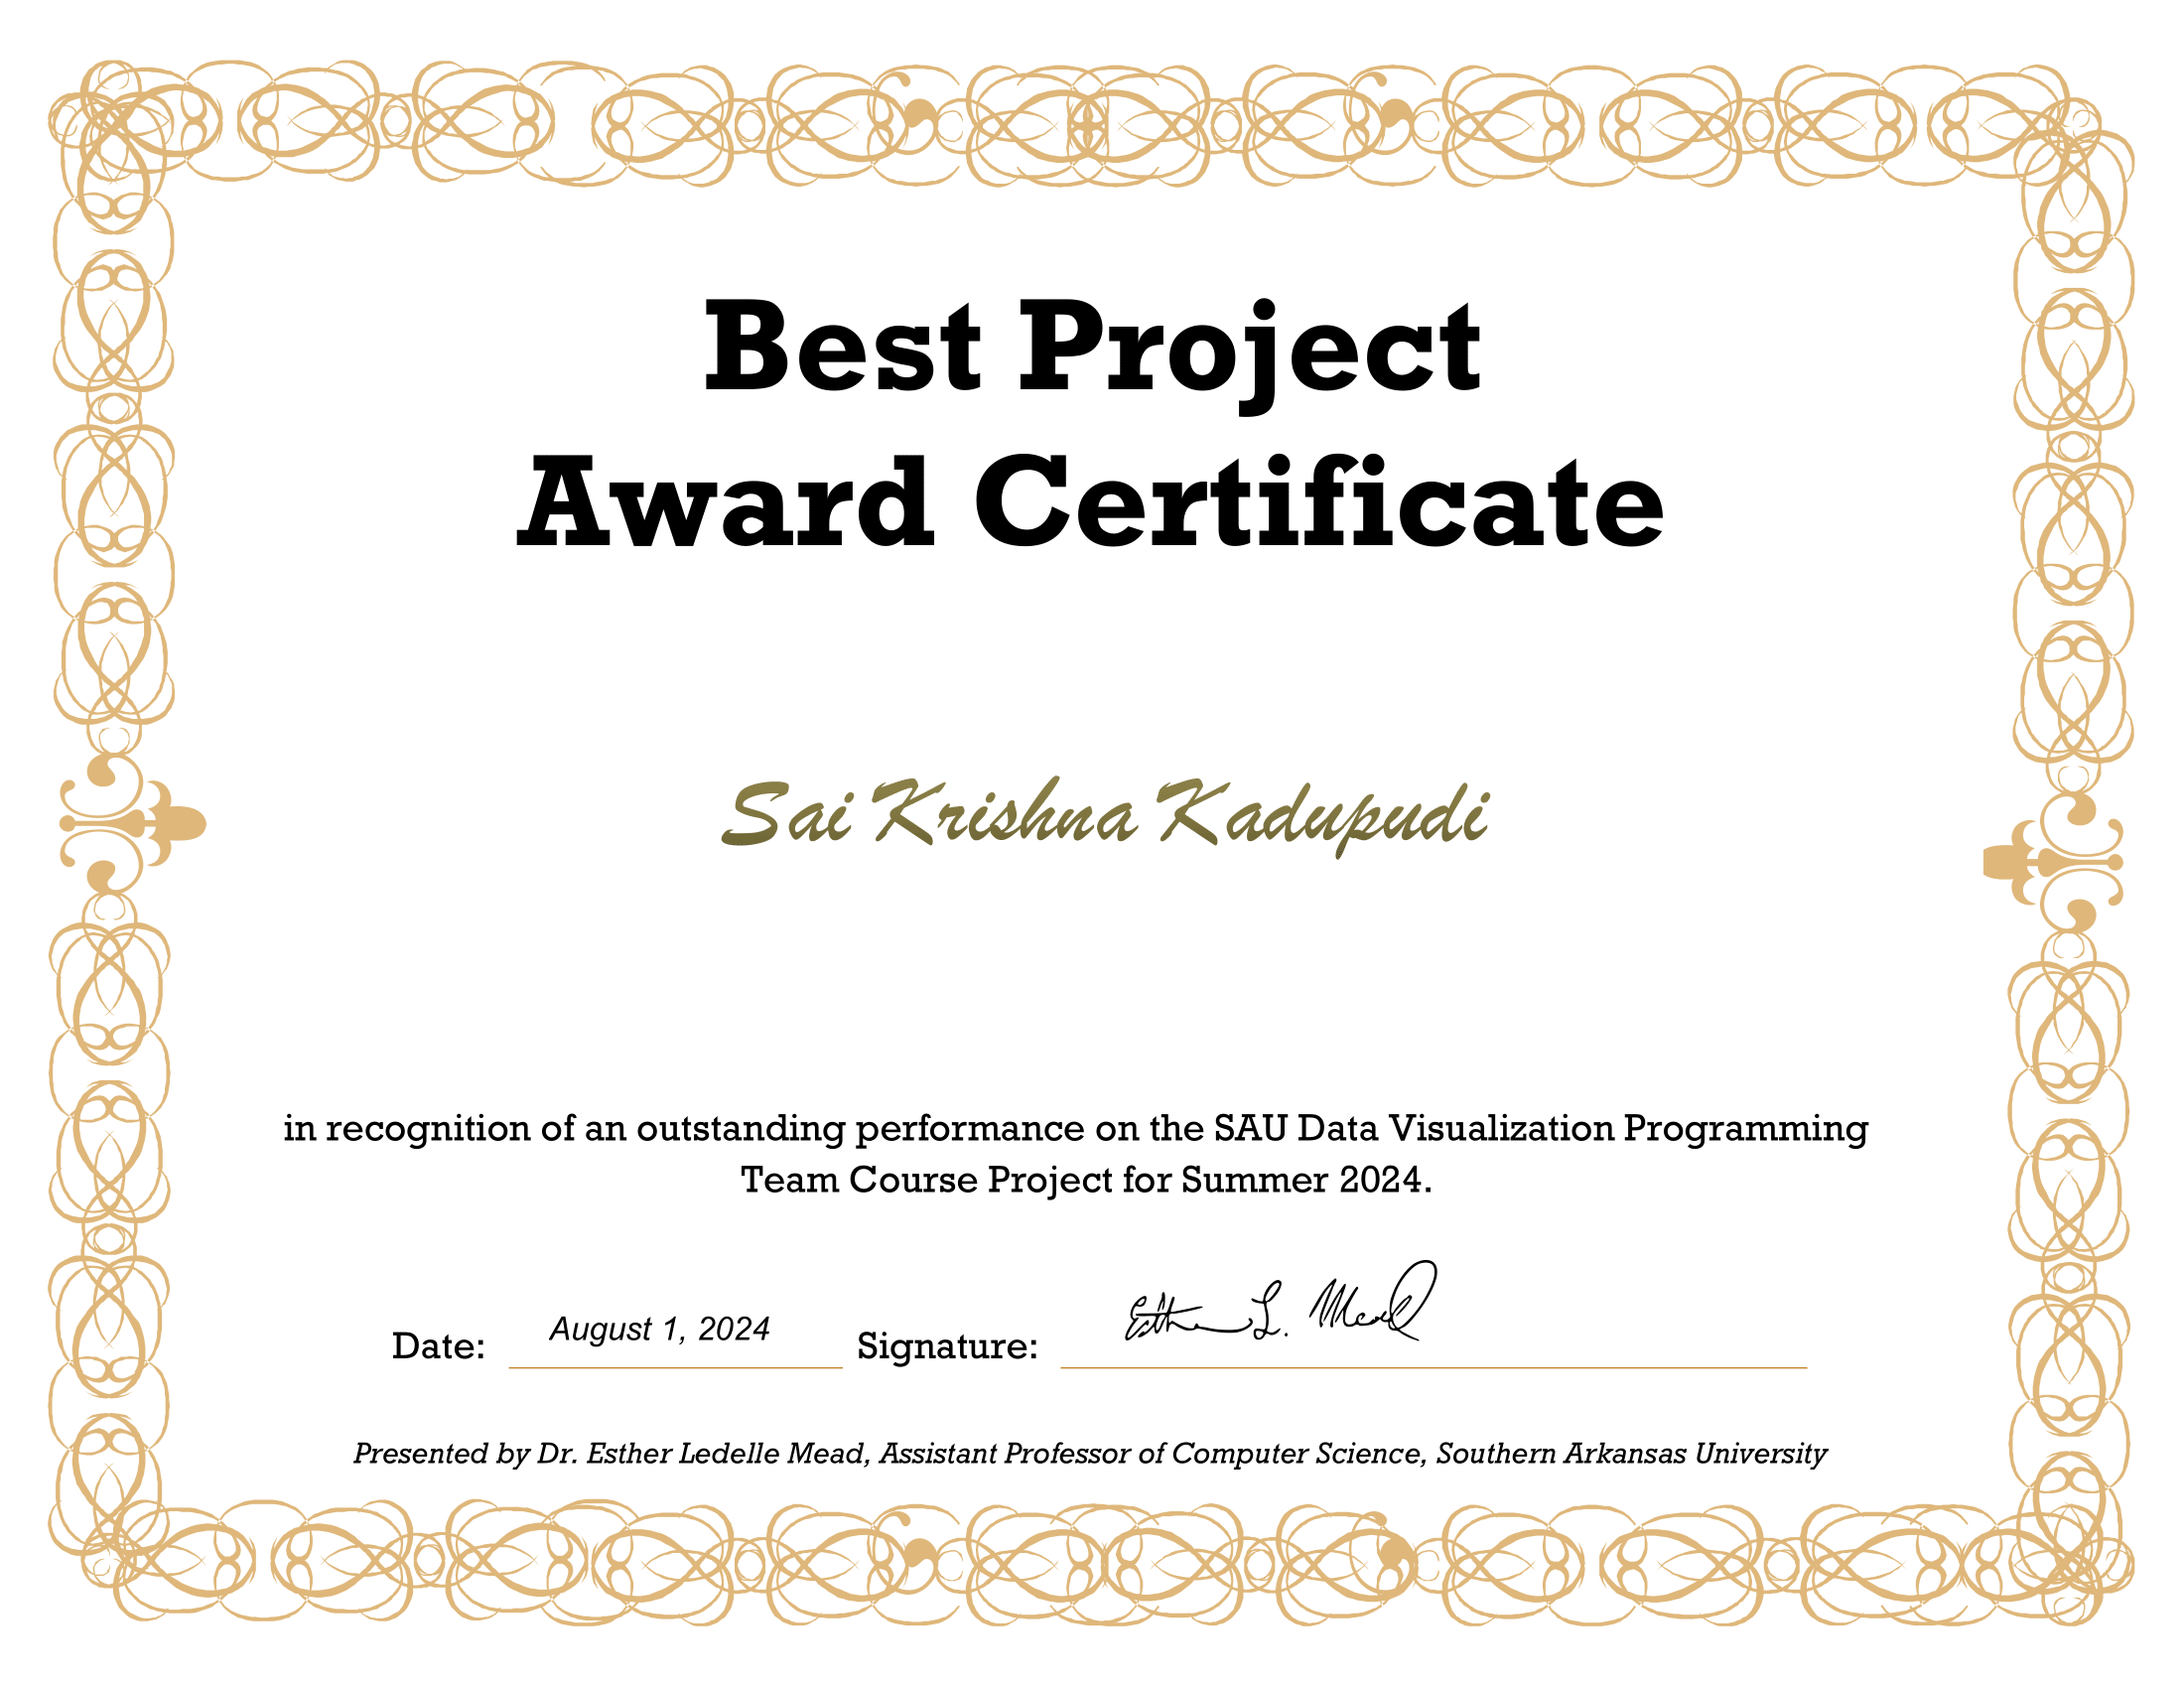 Best Project
Award Certificate
Sai Krishna Kadupudi
in recognition of an outstanding performance on the SAU Data Visualization Programming
Team Course Project for Summer 2024.
Date: August 1, 2024 Signature: Esther L. Mead
Presented by Dr. Esther Ledelle Mead, Assistant Professor of Computer Science, Southern Arkansas University